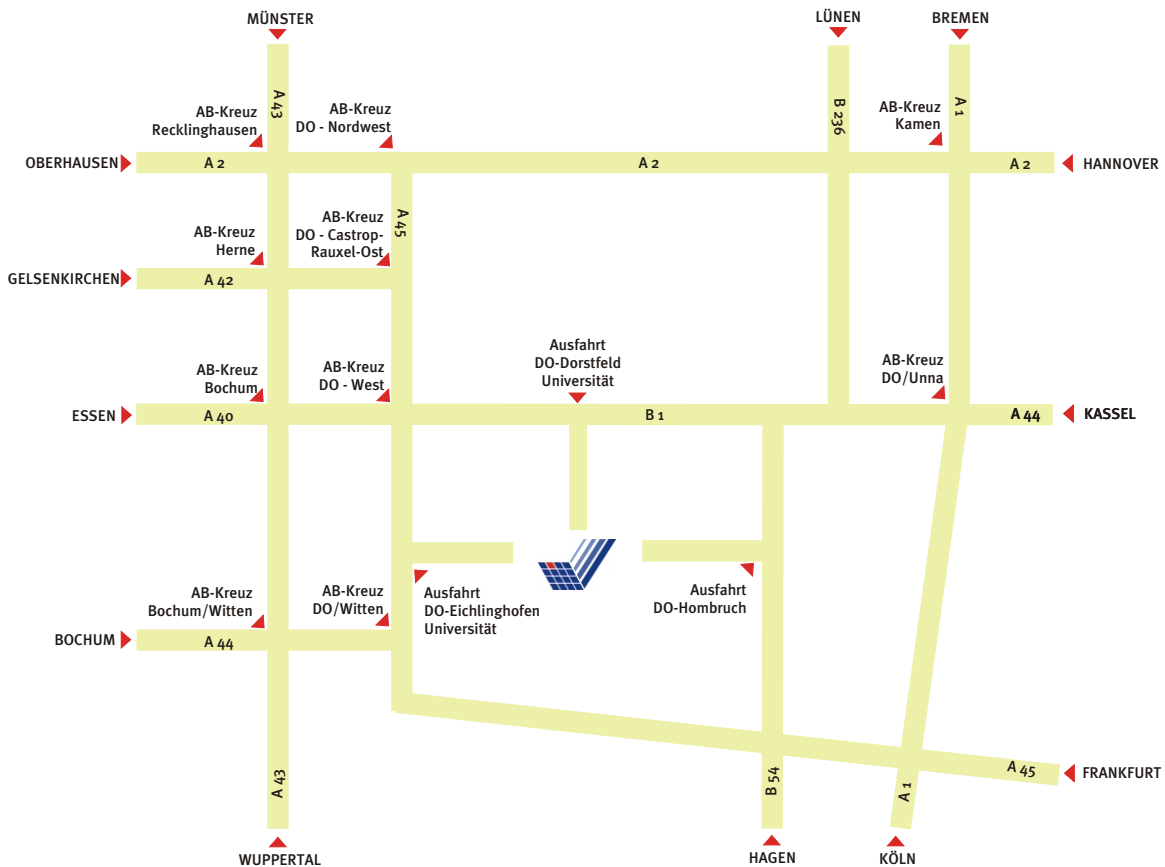 MÜNSTER
LÜNEN
BREMEN
A 43
B 236
A 1
AB-Kreuz
Recklinghausen
AB-Kreuz
DO - Nordwest
AB-Kreuz
Kamen
OBERHAUSEN
A 2
A 2
A 2
HANNOVER
A 45
AB-Kreuz
Herne
AB-Kreuz
DO - Castrop-
Rauxel-Ost
GELSENKIRCHEN
A 42
AB-Kreuz
Bochum
AB-Kreuz
DO - West
Ausfahrt
DO-Dorstfeld
Universität
AB-Kreuz
DO/Unna
ESSEN
A 40
B 1
A 44
KASSEL
AB-Kreuz
Bochum/Witten
AB-Kreuz
DO/Witten
Ausfahrt
DO-Eichlinghofen
Universität
Ausfahrt
DO-Hombruch
BOCHUM
A 44
A 43
B 54
A 1
A 45
FRANKFURT
WUPPERTAL
HAGEN
KÖLN